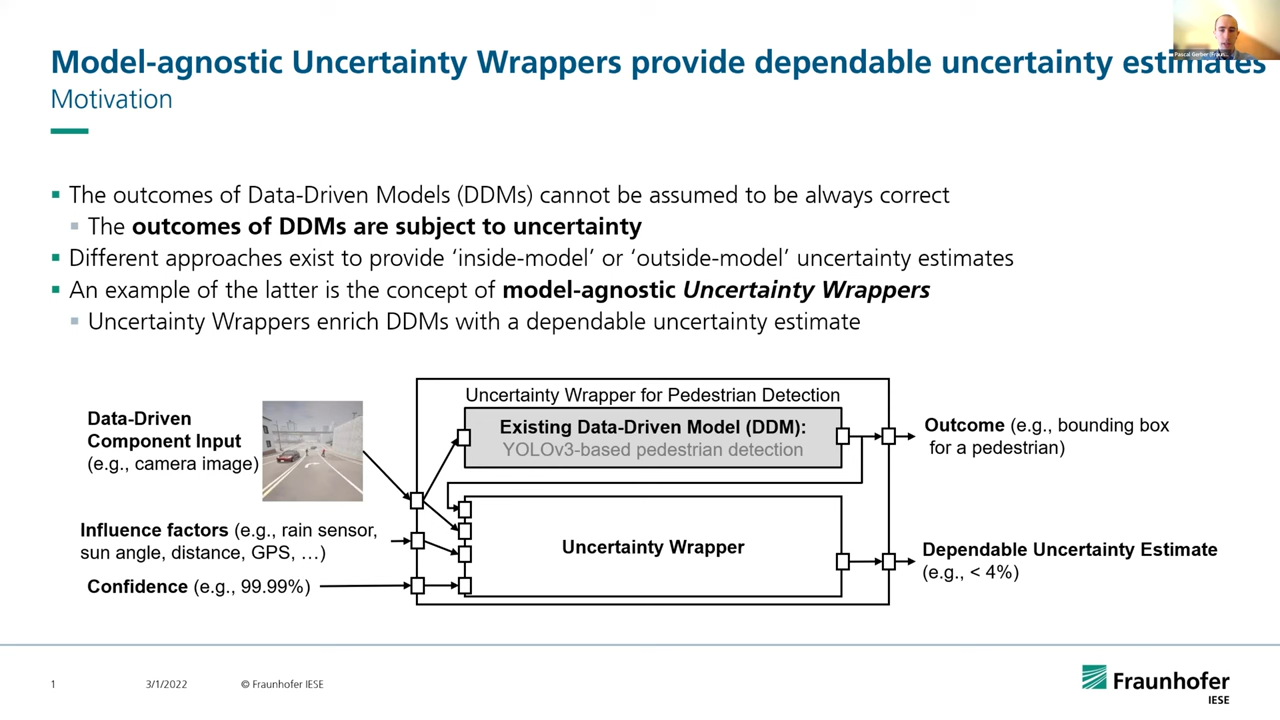 Model-agnostic Uncertainty Wrappers provide dependable uncertainty estimates
Motivation
The outcomes of Data-Driven Models (DDMs) cannot be assumed to be always correct
The outcomes of DDMs are subject to uncertainty
Different approaches exist to provide ‘inside-model’ or ‘outside-model’ uncertainty estimates
An example of the latter is the concept of model-agnostic Uncertainty Wrappers
Uncertainty Wrappers enrich DDMs with a dependable uncertainty estimate
Data-Driven
Component Input
(e.g., camera image)
Influence factors (e.g., rain sensor,
sun angle, distance, GPS, …)
Confidence (e.g., 99.99%)
Uncertainty Wrapper for Pedestrian Detection
Existing Data-Driven Model (DDM):
YOLOv3-based pedestrian detection
Uncertainty Wrapper
Outcome (e.g., bounding box
for a pedestrian)
Dependable Uncertainty Estimate
(e.g., < 4%)
1
3/1/2022
© Fraunhofer IESE
Fraunhofer
IESE
Pascal Gerber